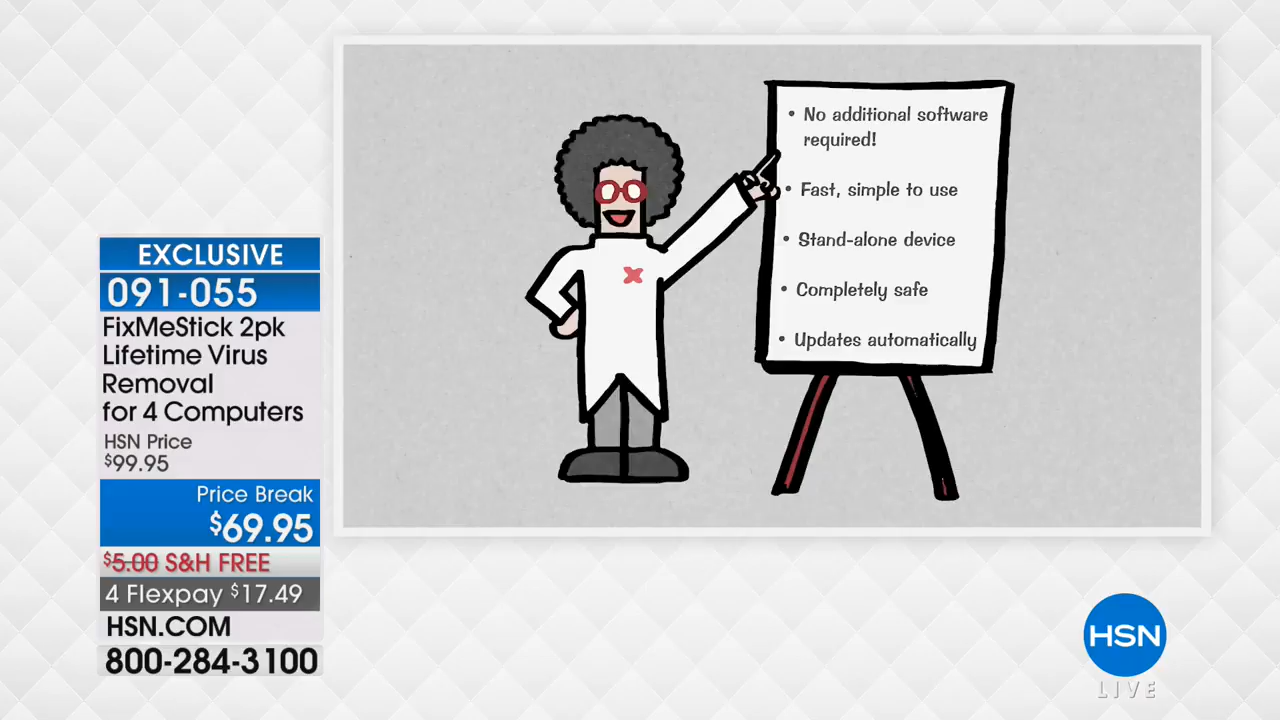 EXCLUSIVE
091-055
FixMeStick 2pk
Lifetime Virus
Removal
for 4 Computers
HSN Price
$99.95
Price Break
$69.95
$5.00 S&H FREE
4 Flexpay $17.49
HSN.COM
800-284-3100
• No additional software
required!
• Fast, simple to use
• Stand-alone device
• Completely safe
• Updates automatically
HSN
LIVE